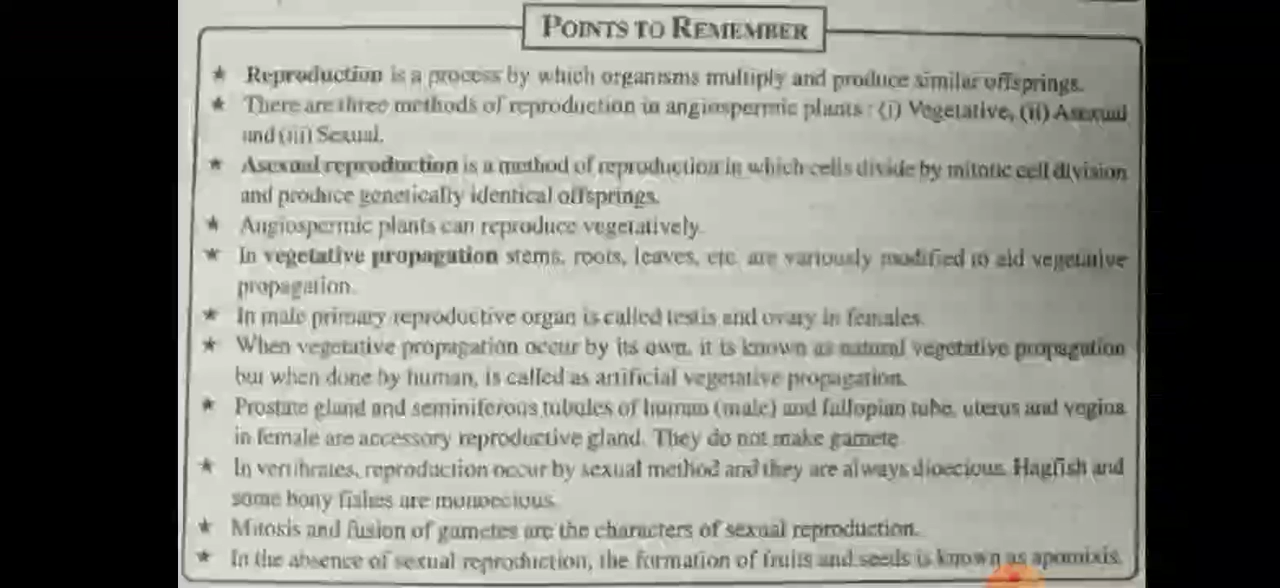 POINTS TO REMEMBER
★ Reproduction is a process by which organisms multiply and produce similar offsprings.
★ There are three methods of reproduction in angiospermic plants : (i) Vegetative, (ii) Asexual
and (iii) Sexual.
★ Asexual reproduction is a method of reproduction in which cells divide by mitotic cell division
and produce genetically identical offsprings.
★ Angiospermic plants can reproduce vegetatively.
★ In vegetative propagation stems, roots, leaves, etc. are variously modified to aid vegetative
propagation.
★ In male primary reproductive organ is called testis and ovary in females.
★ When vegetative propagation occur by its own, it is known as natural vegetative propagation
but when done by human, is called as artificial vegetative propagation.
★ Prostate gland and seminiferous tubules of human (male) and fallopian tube, uterus and vegina
in female are accessory reproductive gland. They do not make gamete.
★ In vertibrates, reproduction occur by sexual method and they are always dioecious. Hagfish and
some bony fishes are monoecious.
★ Mitosis and fusion of gametes are the characters of sexual reproduction.
★ In the absence of sexual reproduction, the formation of fruits and seeds is known as apomixis.